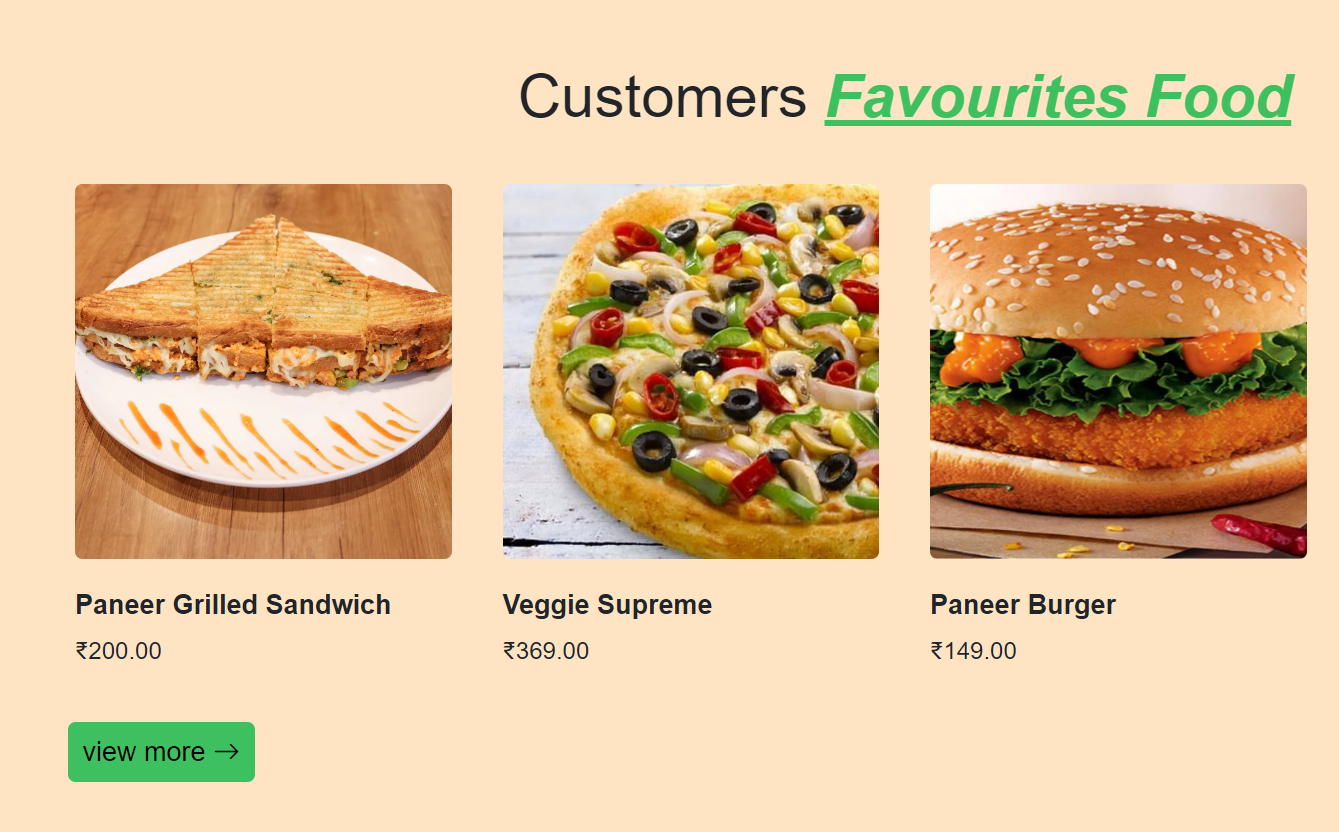 Customers Favourites Food
Paneer Grilled Sandwich
₹200.00
Veggie Supreme
₹369.00
Paneer Burger
₹149.00
view more →